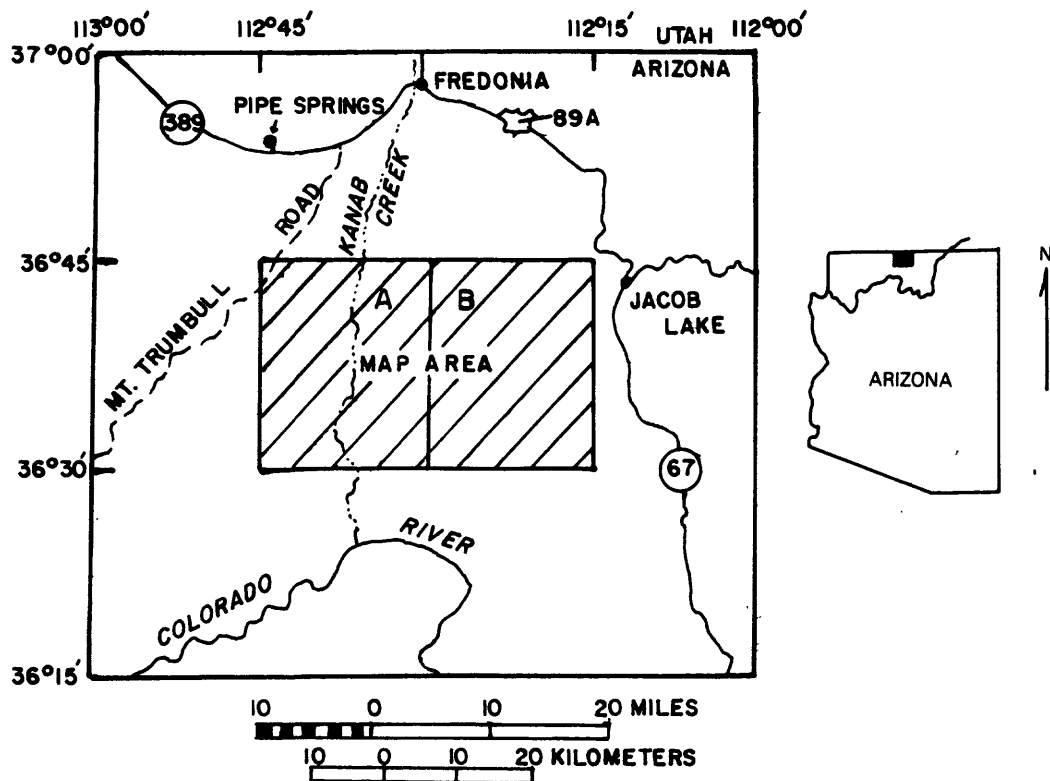 113°00′ 112°45′ 112°15′ 112°00′
UTAH
37°00′ ARIZONA
FREDONIA
PIPE SPRINGS
389
89A
KANAB
CREEK
ROAD
36°45′
N
A B
JACOB
LAKE
MT. TRUMBULL
MAP AREA
ARIZONA
36°30′
67
RIVER
COLORADO
36°15′
10 0 10 20 MILES
10 0 10 20 KILOMETERS